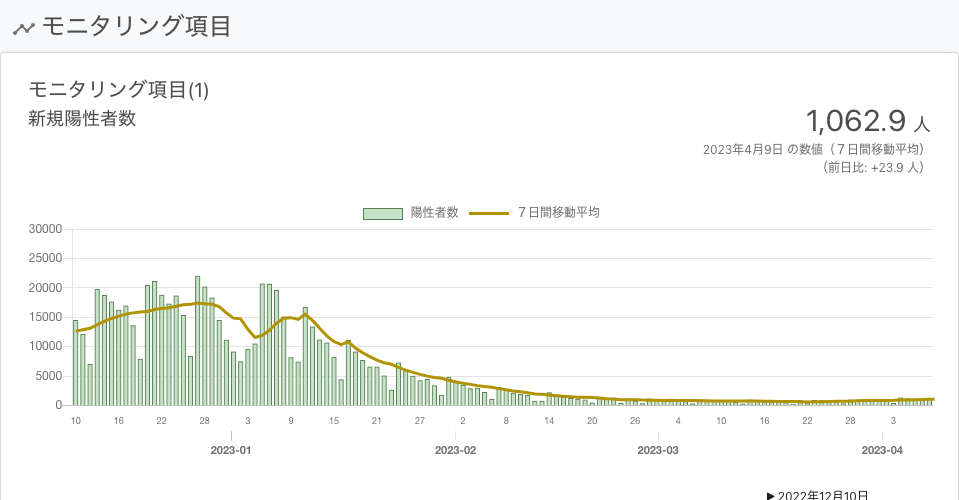 モニタリング項目
モニタリング項目(1)
新規陽性者数
1,062.9 人
2023年4月9日 の数値（７日間移動平均）
（前日比: +23.9 人）
陽性者数 ７日間移動平均
30000
25000
20000
15000
10000
5000
0
10 16 22 28 3 9 15 21 27 2 8 14 20 26 4 10 16 22 28 3
2023-01 2023-02 2023-03 2023-04
▶ 2022年12月10日